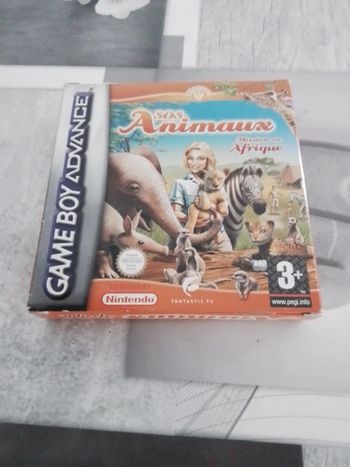 GAME BOY ADVANCE
SOS
Animaux
Mission en
Afrique
Nintendo
FANTASTIC.TV
3+
www.pegi.info